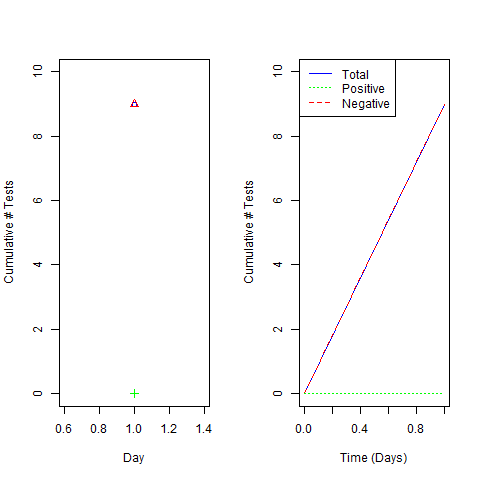 Cumulative # Tests
10
8
6
4
2
0
0.6 0.8 1.0 1.2 1.4
Day
Cumulative # Tests
10
8
6
4
2
0
Total
Positive
Negative
0.0 0.4 0.8
Time (Days)